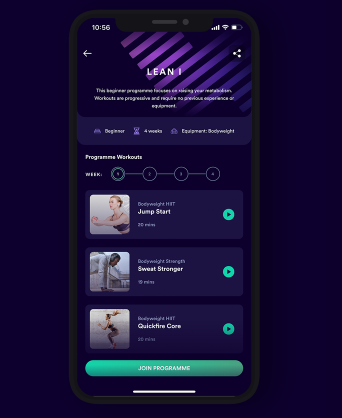 10:56
LEAN I
This beginner programme focuses on raising your metabolism.
Workouts are progressive and require no previous experience or
equipment.
Beginner
4 weeks
Equipment: Bodyweight
Programme Workouts
WEEK: 1 2 3 4
Bodyweight HIIT
Jump Start
20 mins
Bodyweight Strength
Sweat Stronger
19 mins
Bodyweight HIIT
Quickfire Core
20 mins
JOIN PROGRAMME